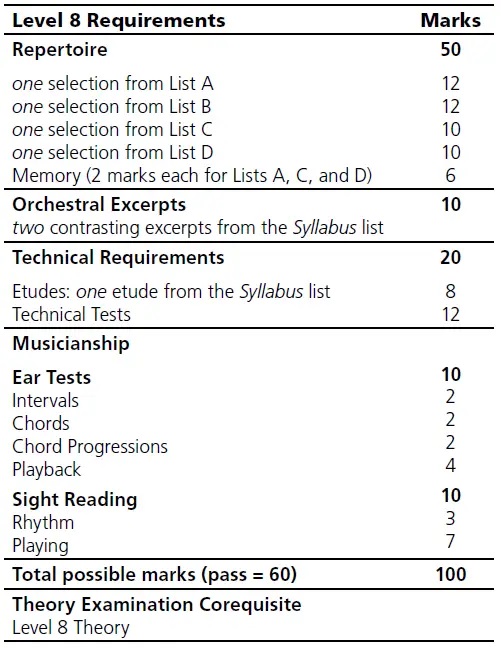 Level 8 Requirements Marks
Repertoire 50
one selection from List A 12
one selection from List B 12
one selection from List C 10
one selection from List D 10
Memory (2 marks each for Lists A, C, and D) 6
Orchestral Excerpts 10
two contrasting excerpts from the Syllabus list
Technical Requirements 20
Etudes: one etude from the Syllabus list 8
Technical Tests 12
Musicianship
Ear Tests 10
Intervals 2
Chords 2
Chord Progressions 2
Playback 4
Sight Reading 10
Rhythm 3
Playing 7
Total possible marks (pass = 60) 100
Theory Examination Corequisite
Level 8 Theory